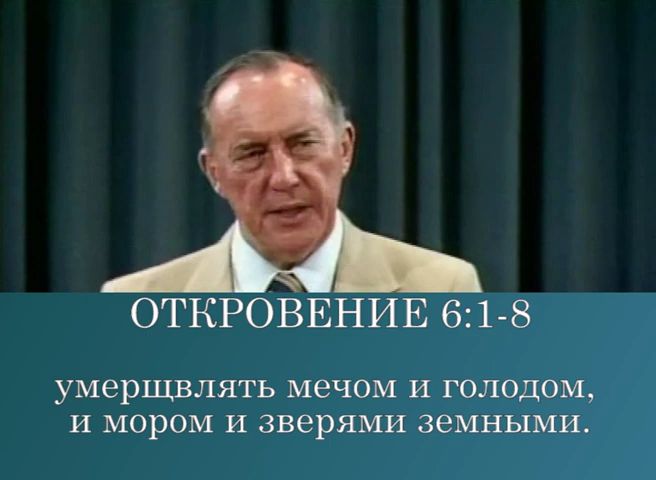 ОТКРОВЕНИЕ 6:1-8
умерщвлять мечом и голодом,
и мором и зверями земными.